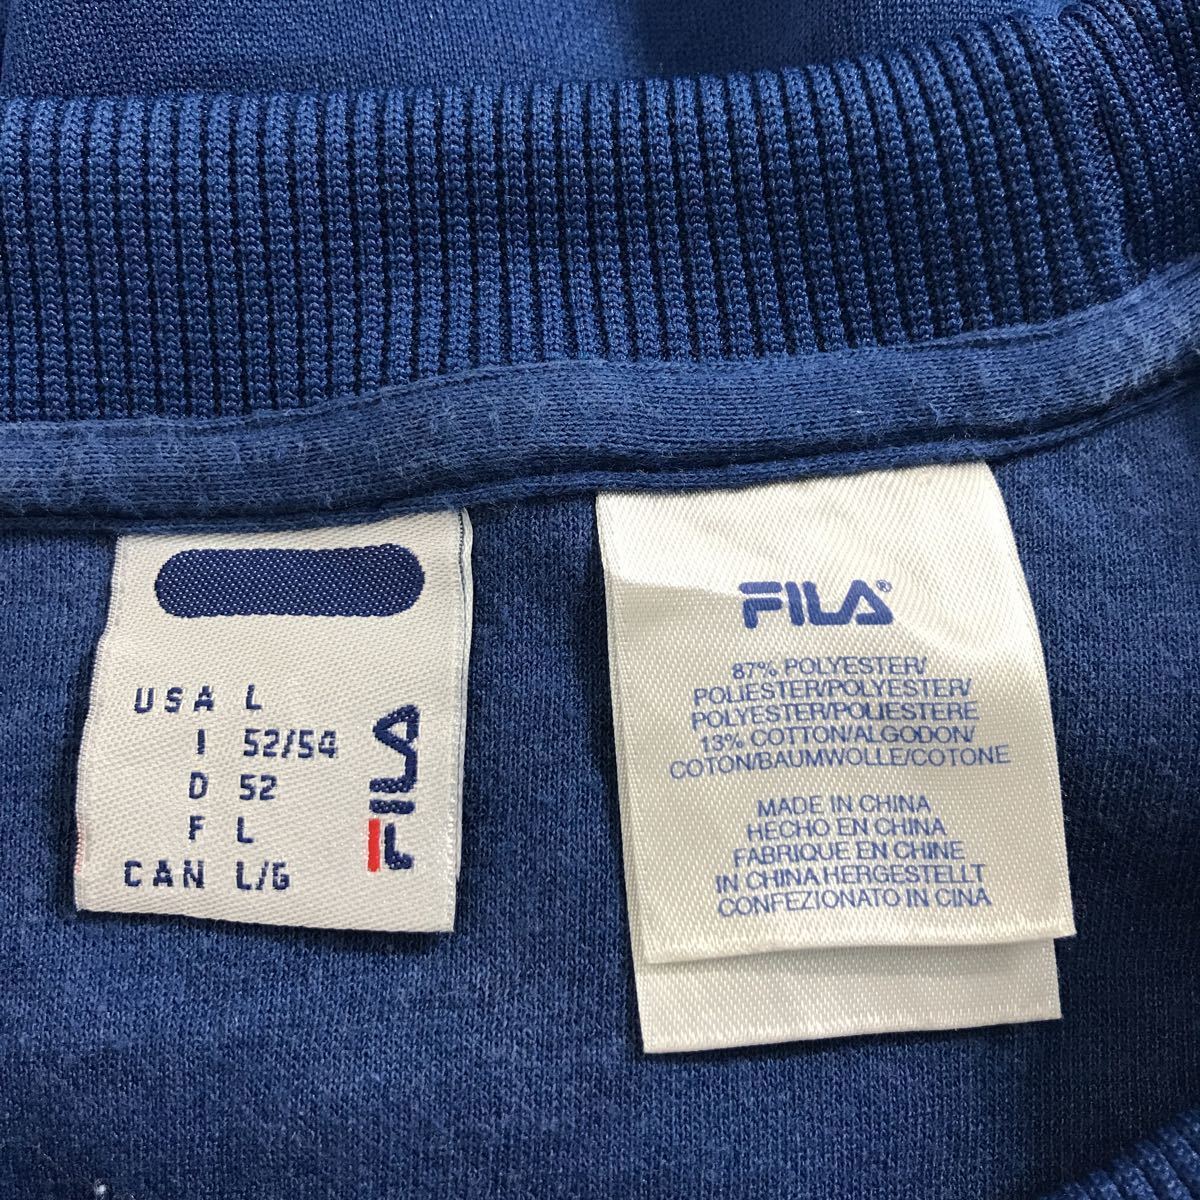 USA L
I 52/54
D 52
F L
CAN L/G
FILA
FILA®
87% POLYESTER/
POLIESTER/POLYESTER/
POLYESTER/POLIESTERE
13% COTTON/ALGODON/
COTON/BAUMWOLLE/COTONE
MADE IN CHINA
HECHO EN CHINA
FABRIQUE EN CHINE
IN CHINA HERGESTELLT
CONFEZIONATO IN CINA